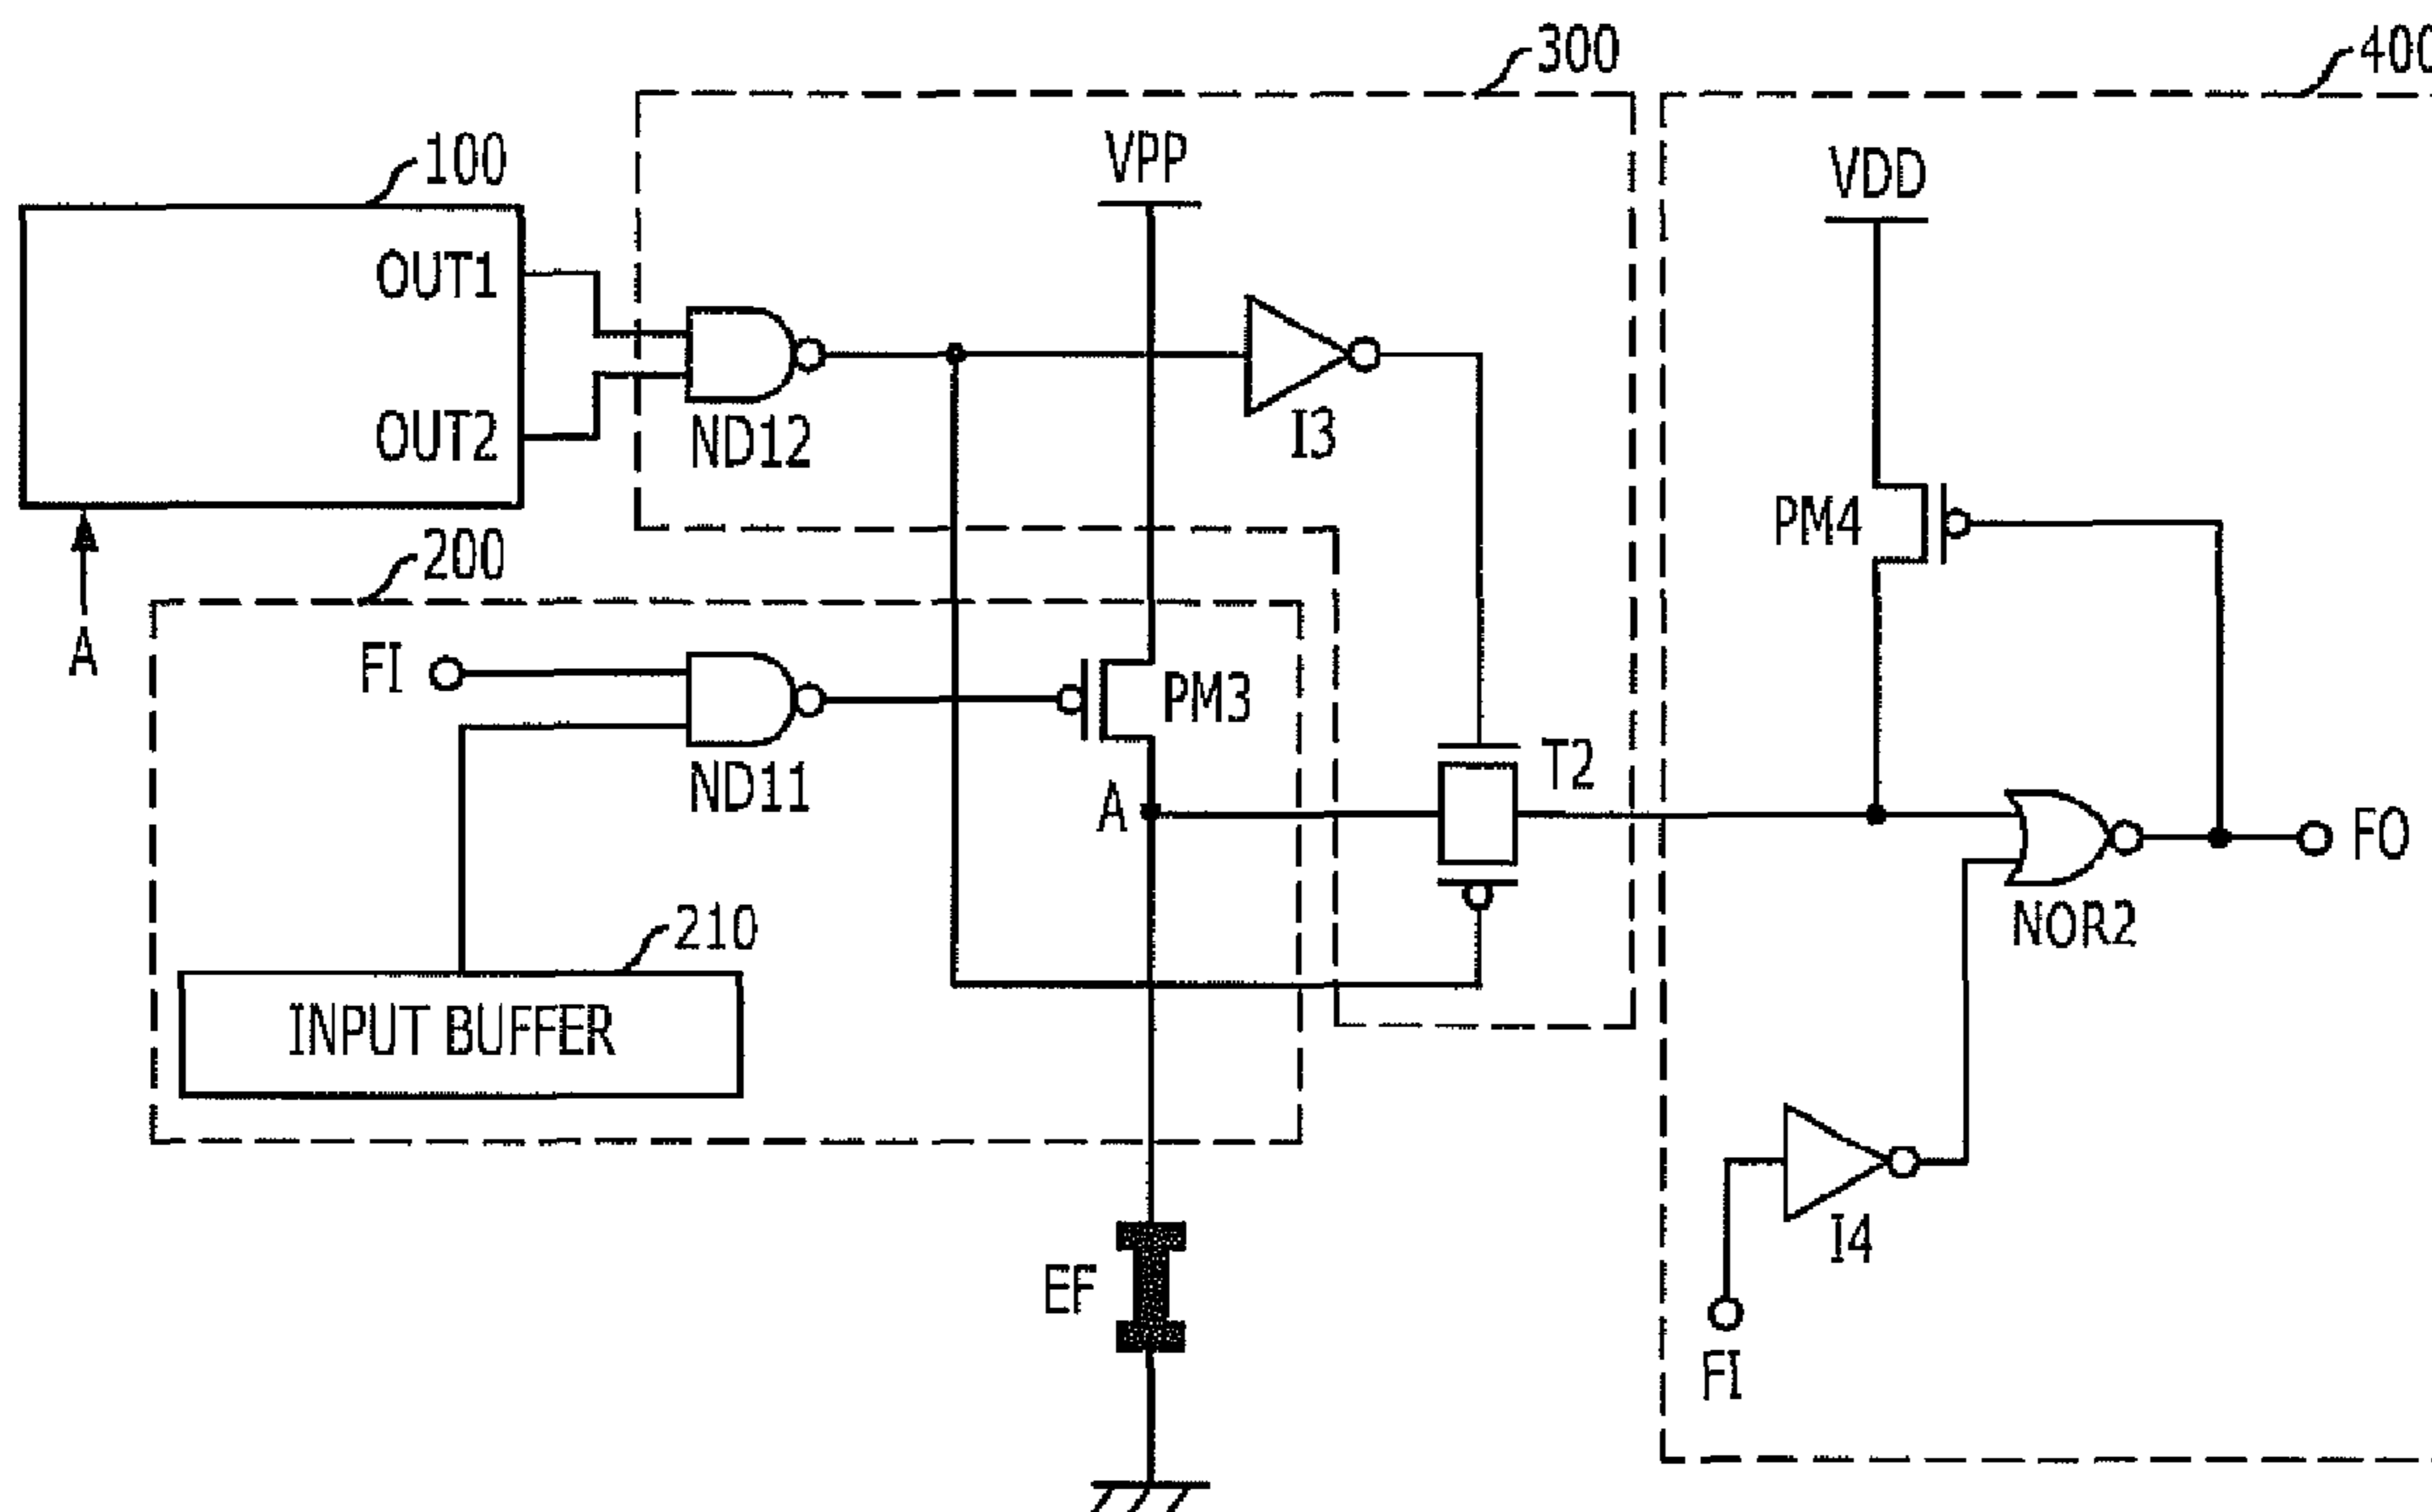 300
400
VPP
VDD
100
OUT1
OUT2
ND12
I3
PM4
200
A
FI
PM3
ND11
A
T2
FO
210
NOR2
INPUT BUFFER
I4
EF
FI